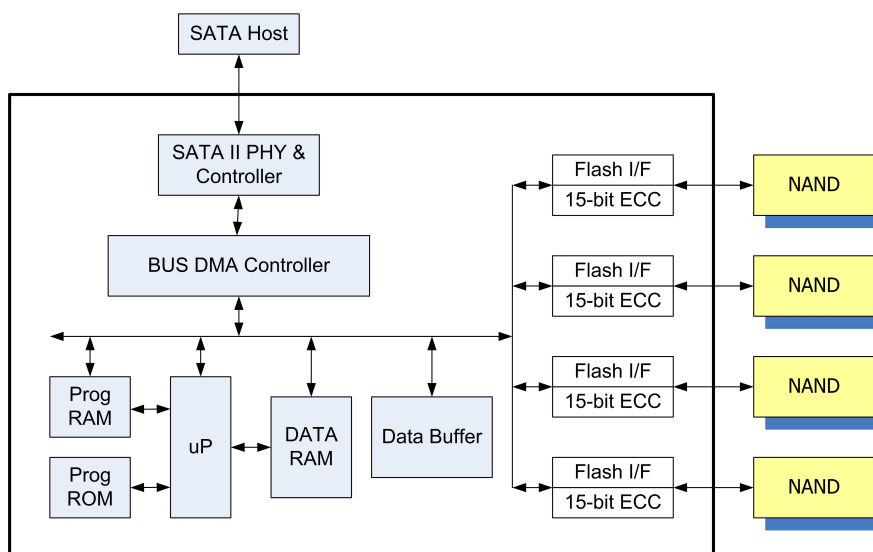 SATA Host
SATA II PHY &
Controller
BUS DMA Controller
Prog
RAM
Prog
ROM
uP
DATA
RAM
Data Buffer
Flash I/F
15-bit ECC
NAND
Flash I/F
15-bit ECC
NAND
Flash I/F
15-bit ECC
NAND
Flash I/F
15-bit ECC
NAND